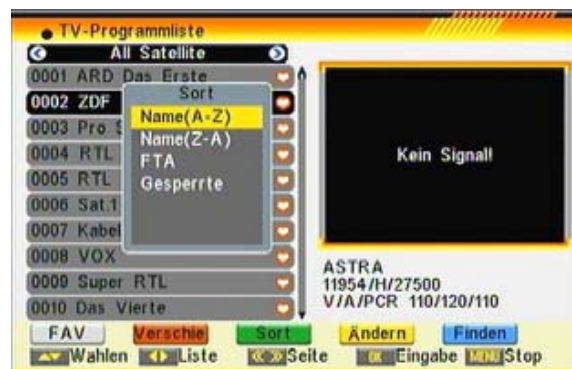 TV-Programmliste
All Satellite
0001 ARD Das Erste
0002 ZDF
0003 Pro
0004 RTL
0005 RTL
0006 Sat.1
0007 Kabel
0008 VOX
0009 Super RTL
0010 Das Vierte
Sort
Name(A-Z)
Name(Z-A)
FTA
Gesperrte
Kein Signal!
ASTRA
11954/H/27500
V/A/PCR 110/120/110
FAV Verschie Sort Ändern Finden
Wahlen Liste Seite OK Eingabe MENU Stop